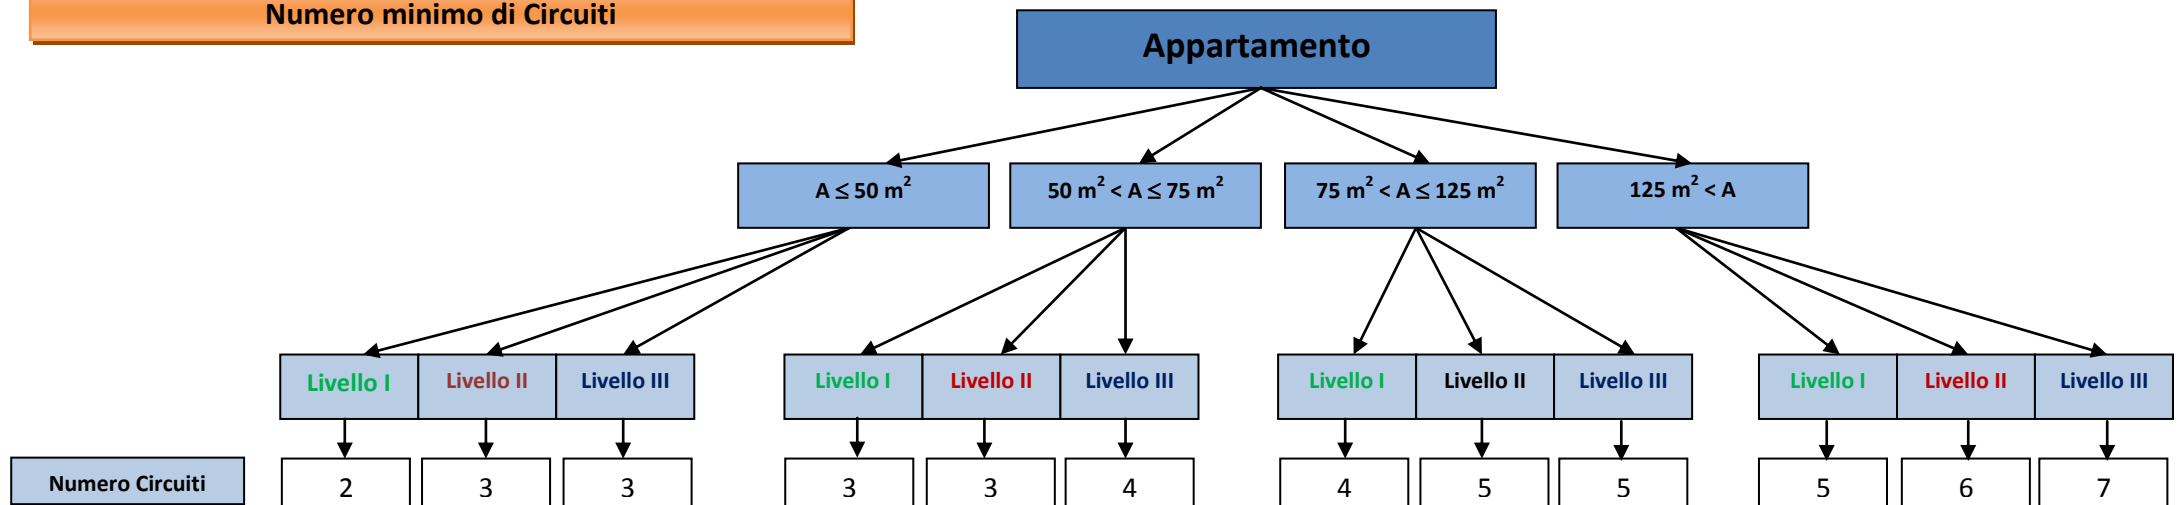 Numero minimo di Circuiti
Appartamento
A ≤ 50 m²
50 m² < A ≤ 75 m²
75 m² < A ≤ 125 m²
125 m² < A
Livello I
Livello II
Livello III
Livello I
Livello II
Livello III
Livello I
Livello II
Livello III
Livello I
Livello II
Livello III
Numero Circuiti
2
3
3
3
3
4
4
5
5
5
6
7